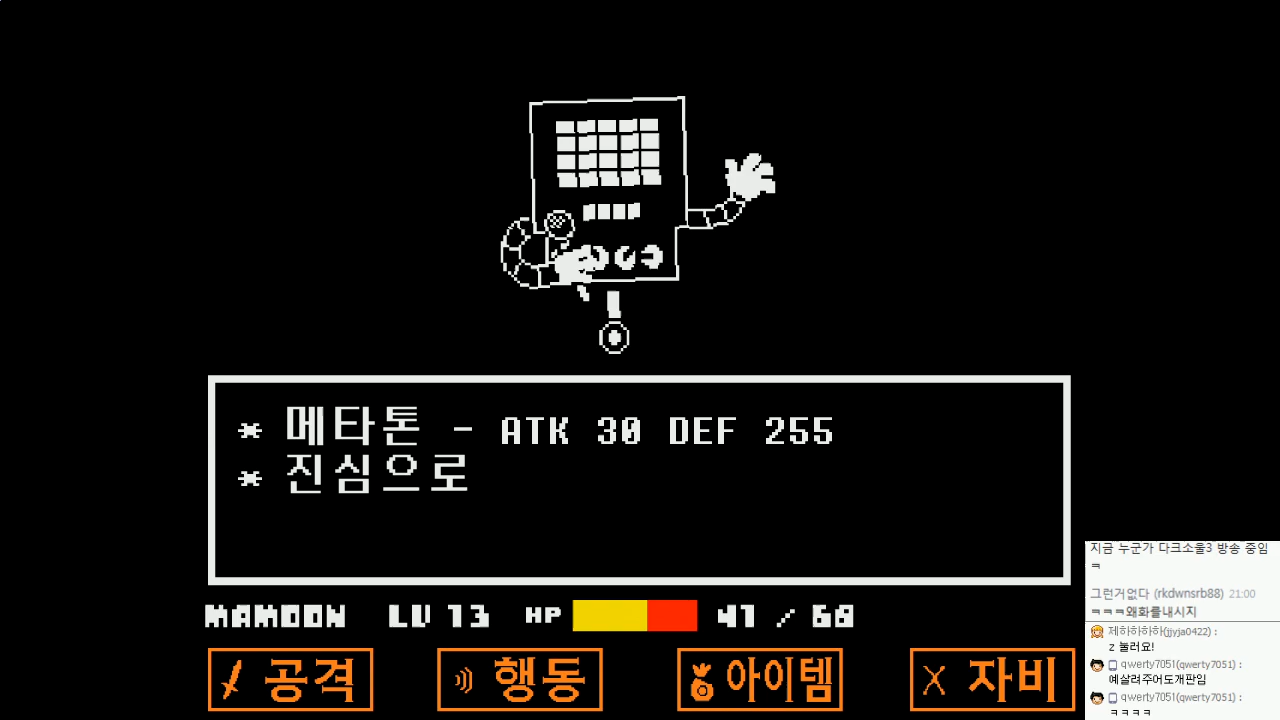 * 메타톤 - ATK 30 DEF 255
* 진심으로
MAMOON LV 13 HP 41 / 68
공격 행동 아이템 자비
지금 누군가 다크소울3 방송 중임
ㅋ
그런거없다 (rkdwnsrb88) 21:00
ㅋㅋㅋ왜화를내시지
제하하하하(jjyja0422) :
z 눌러요!
qwerty7051(qwerty7051) :
예살려주어도개판임
qwerty7051(qwerty7051) :
ㅋㅋㅋㅋ